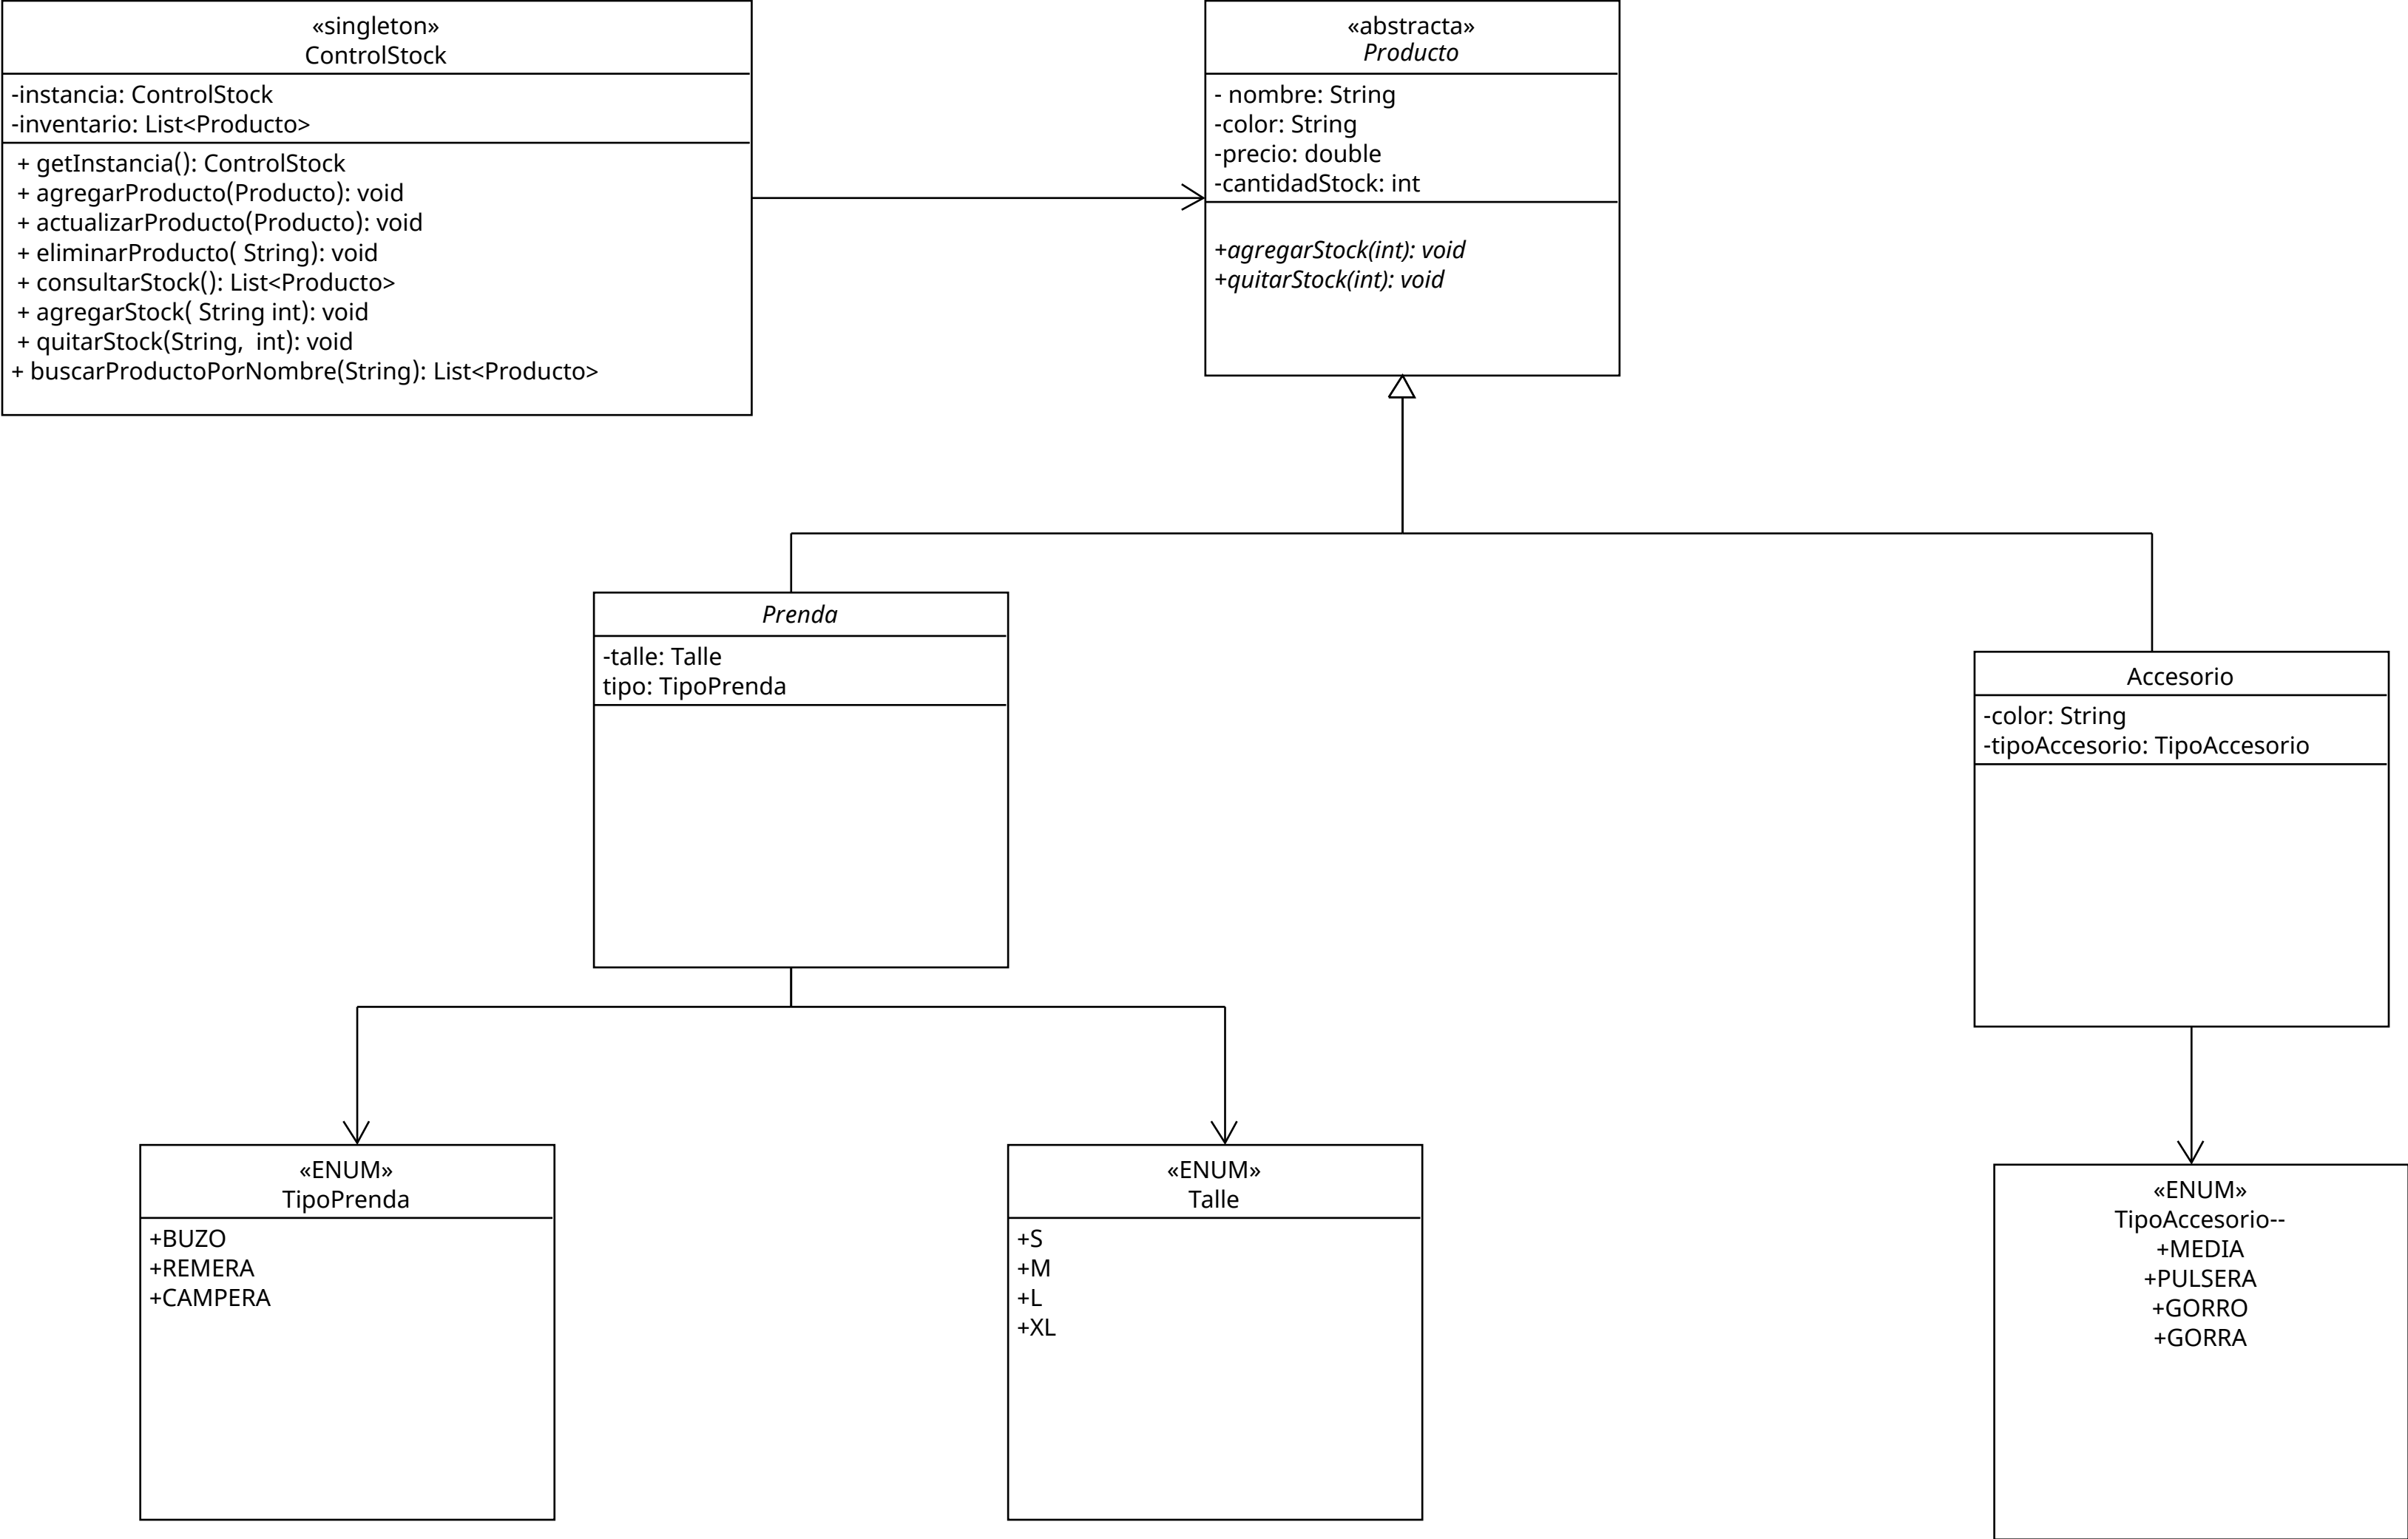 «singleton»
ControlStock
-instancia: ControlStock
-inventario: List<Producto>
+ getInstancia(): ControlStock
+ agregarProducto(Producto): void
+ actualizarProducto(Producto): void
+ eliminarProducto( String): void
+ consultarStock(): List<Producto>
+ agregarStock( String int): void
+ quitarStock(String,  int): void
+ buscarProductoPorNombre(String): List<Producto>
«abstracta»
Producto
- nombre: String
-color: String
-precio: double
-cantidadStock: int
+agregarStock(int): void
+quitarStock(int): void
Prenda
-talle: Talle
tipo: TipoPrenda
Accesorio
-color: String
-tipoAccesorio: TipoAccesorio
«ENUM»
TipoPrenda
+BUZO
+REMERA
+CAMPERA
«ENUM»
Talle
+S
+M
+L
+XL
«ENUM»
TipoAccesorio--
+MEDIA
+PULSERA
+GORRO
+GORRA